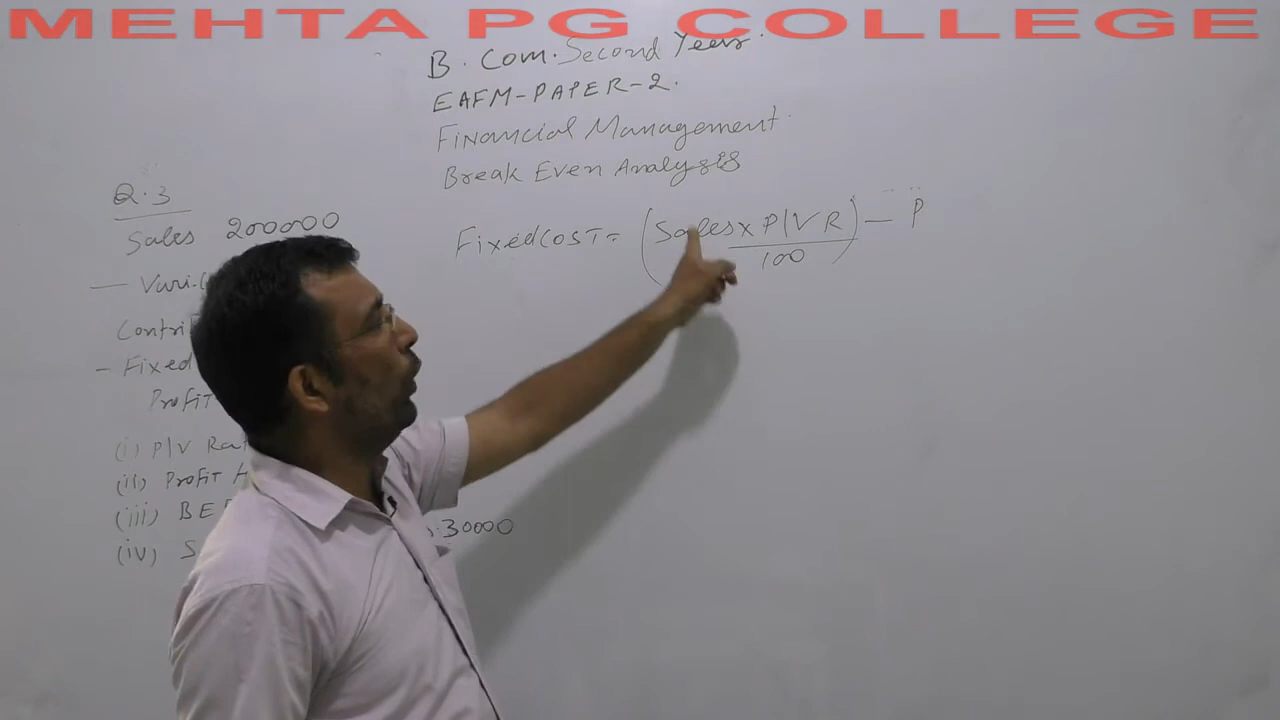 MEHTA PG COLLEGE
B. Com. Second Year
EAFM-PAPER-2.
Financial Management
Break Even Analysis
Q.3
Sales 200000
Fixed Cost = (Sales x P/V R / 100) - P
- Vari.
Contri
- Fixed
Profit
(i) P/V Rat
(ii) Profit
(iii) BE
(iv) S 30000